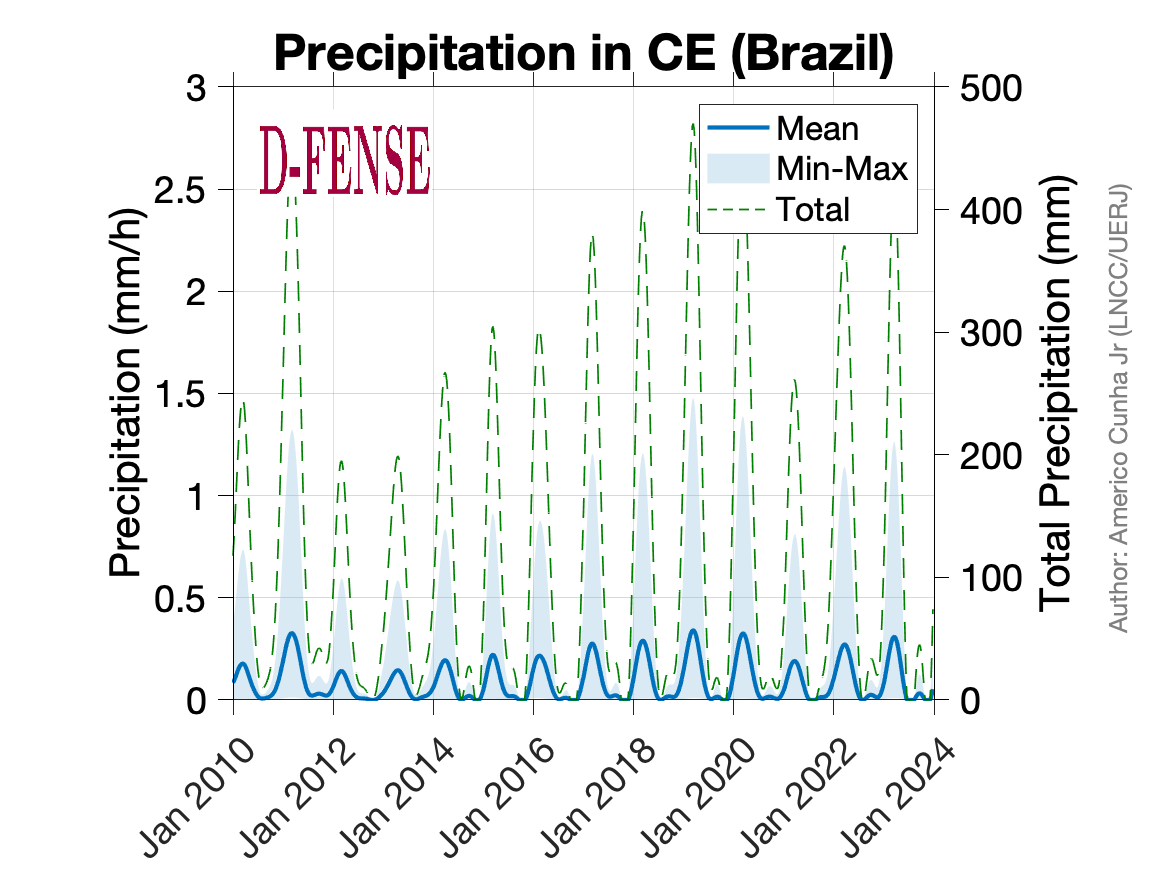 Precipitation in CE (Brazil)
D-FENSE
Mean
Min-Max
Total
Precipitation (mm/h)
3
2.5
2
1.5
1
0.5
0
500
400
300
200
100
0
Total Precipitation (mm)
Author: Americo Cunha Jr (LNCC/UERJ)
Jan 2010
Jan 2012
Jan 2014
Jan 2016
Jan 2018
Jan 2020
Jan 2022
Jan 2024